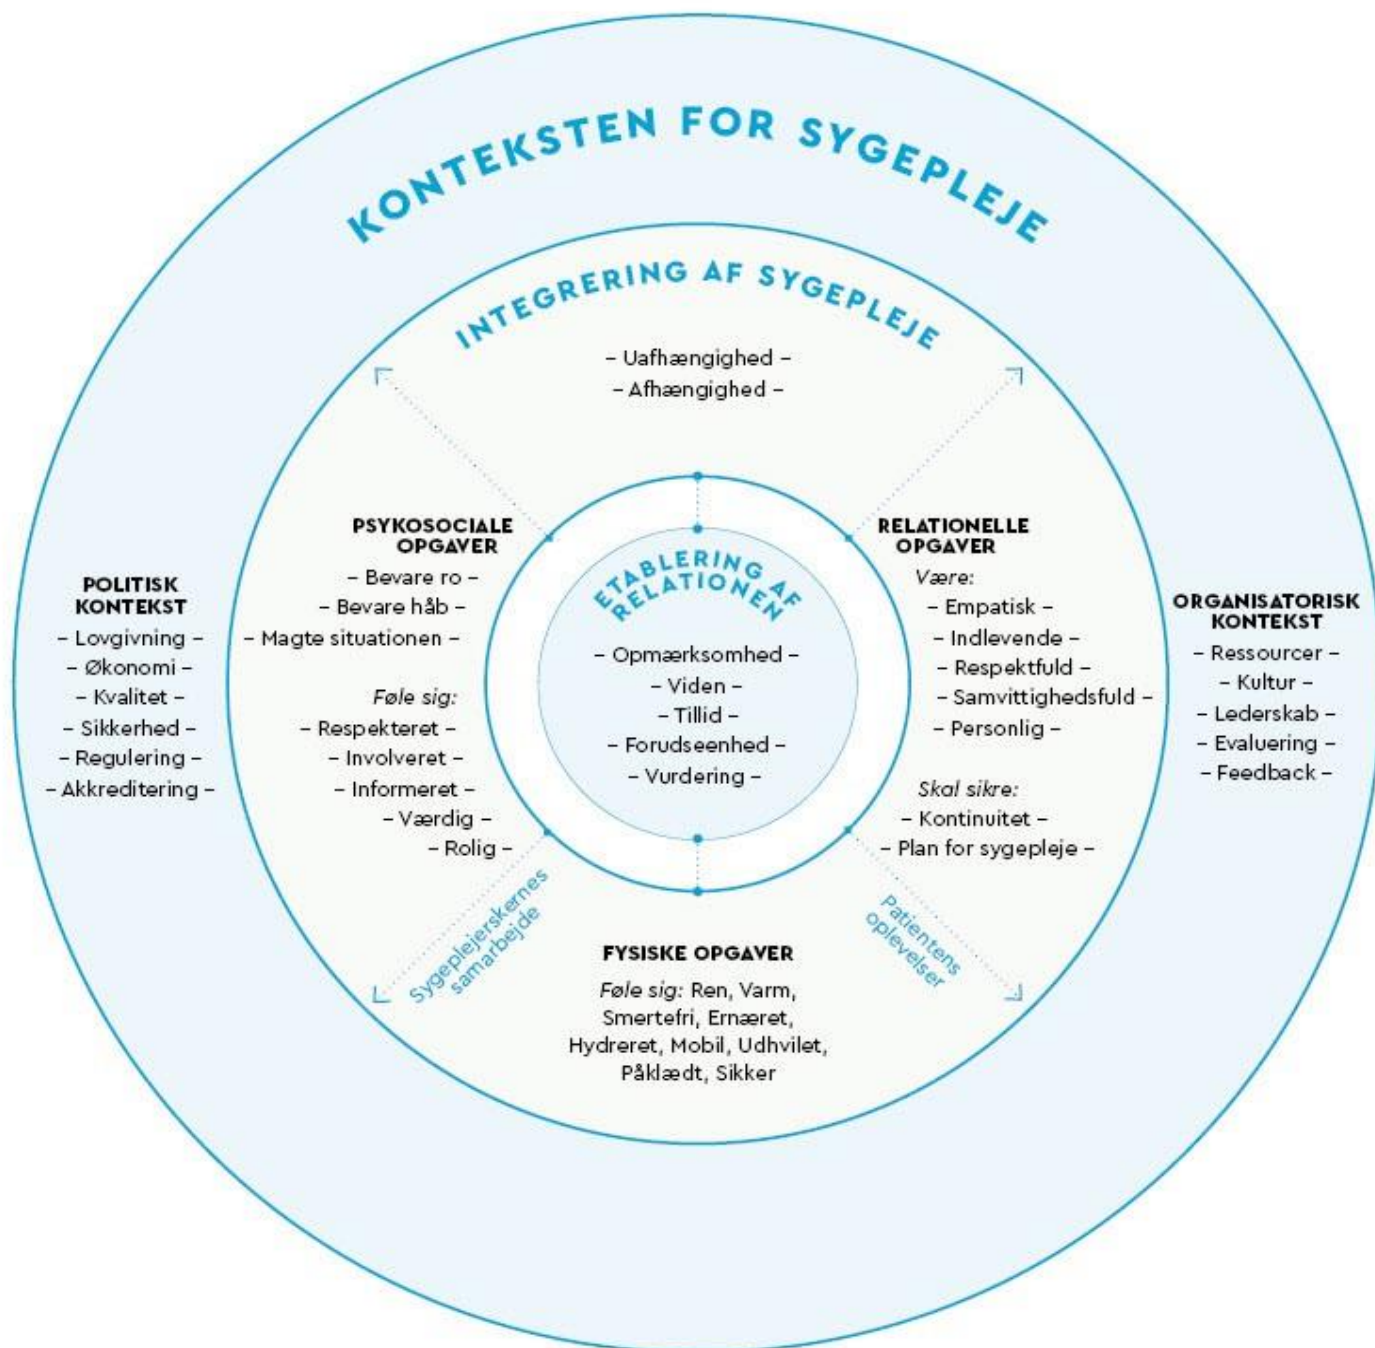 KONTEKSTEN FOR SYGEPLEJE
INTEGRERING AF SYGEPLEJE
– Uafhængighed –
– Afhængighed –
PSYKOSOCIALE
OPGAVER
– Bevare ro –
– Bevare håb –
– Magte situationen –
Føle sig:
– Respekteret –
– Involveret –
– Informeret –
– Værdig –
– Rolig –
ETABLERING AF
RELATIONEN
– Opmærksomhed –
– Viden –
– Tillid –
– Forudseenhed –
– Vurdering –
RELATIONELLE
OPGAVER
Være:
– Empatisk –
– Indlevende –
– Respektfuld –
– Samvittighedsfuld –
– Personlig –
Skal sikre:
– Kontinuitet –
– Plan for sygepleje –
POLITISK
KONTEKST
– Lovgivning –
– Økonomi –
– Kvalitet –
– Sikkerhed –
– Regulering –
– Akkreditering –
ORGANISATORISK
KONTEKST
– Ressourcer –
– Kultur –
– Lederskab –
– Evaluering –
– Feedback –
Sygeplejerskernes
samarbejde
Patientens
oplevelser
FYSISKE OPGAVER
Føle sig: Ren, Varm,
Smertefri, Ernæret,
Hydreret, Mobil, Udhvilet,
Påklædt, Sikker